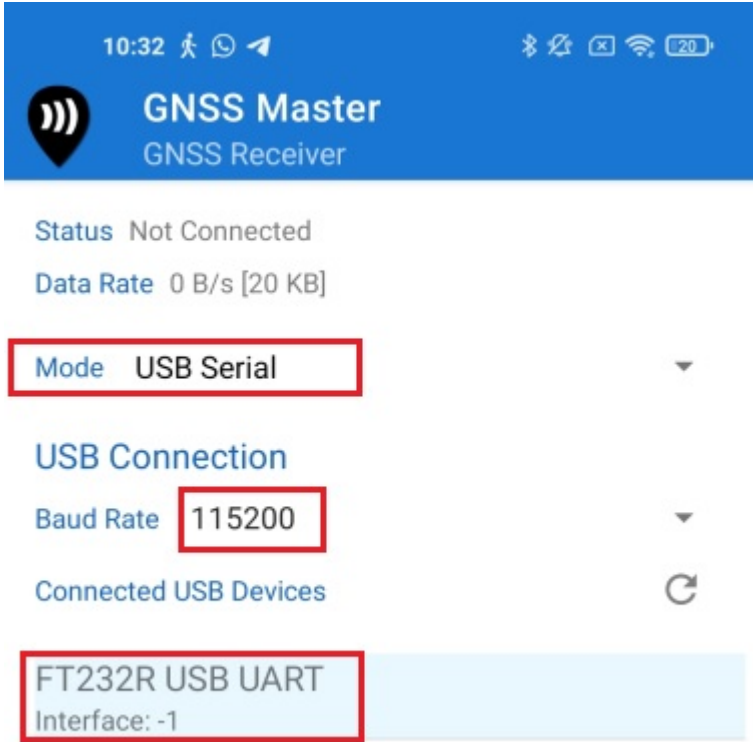 10:32
20
GNSS Master
GNSS Receiver
Status Not Connected
Data Rate 0 B/s [20 KB]
Mode USB Serial
USB Connection
Baud Rate 115200
Connected USB Devices
FT232R USB UART
Interface: -1